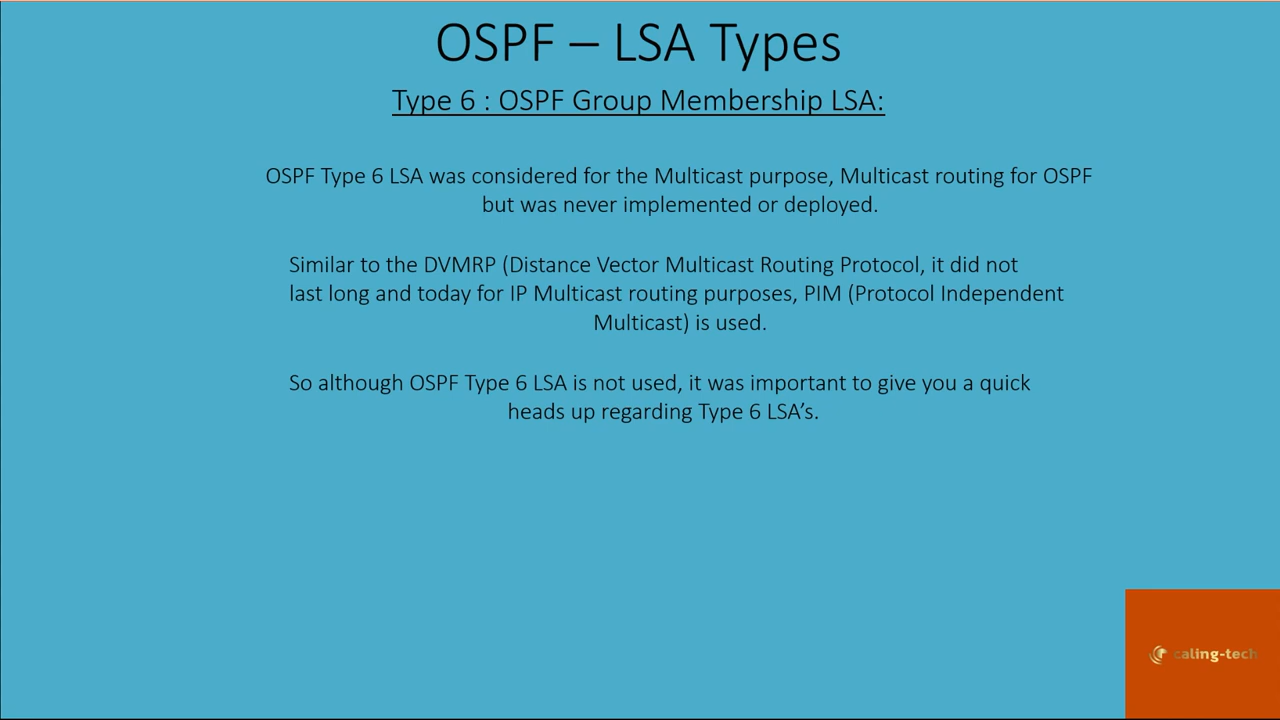 OSPF – LSA Types
Type 6 : OSPF Group Membership LSA:
OSPF Type 6 LSA was considered for the Multicast purpose, Multicast routing for OSPF
but was never implemented or deployed.
Similar to the DVMRP (Distance Vector Multicast Routing Protocol, it did not
last long and today for IP Multicast routing purposes, PIM (Protocol Independent
Multicast) is used.
So although OSPF Type 6 LSA is not used, it was important to give you a quick
heads up regarding Type 6 LSA’s.
caling-tech